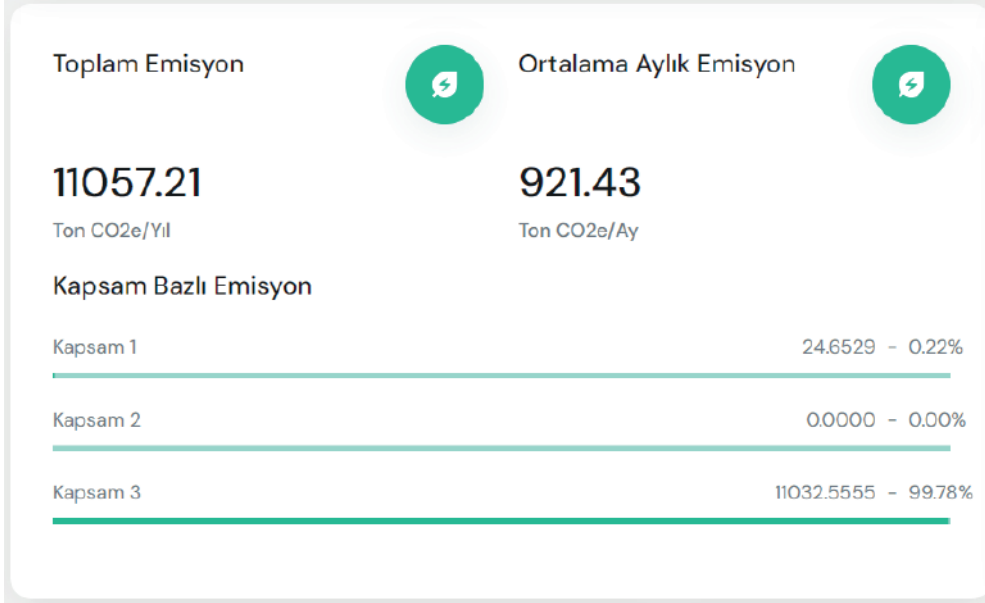 Toplam Emisyon
Ortalama Aylık Emisyon
11057.21
921.43
Ton CO2e/Yıl
Ton CO2e/Ay
Kapsam Bazlı Emisyon
Kapsam 1 24.6529 - 0.22%
Kapsam 2 0.0000 - 0.00%
Kapsam 3 11032.5555 - 99.78%